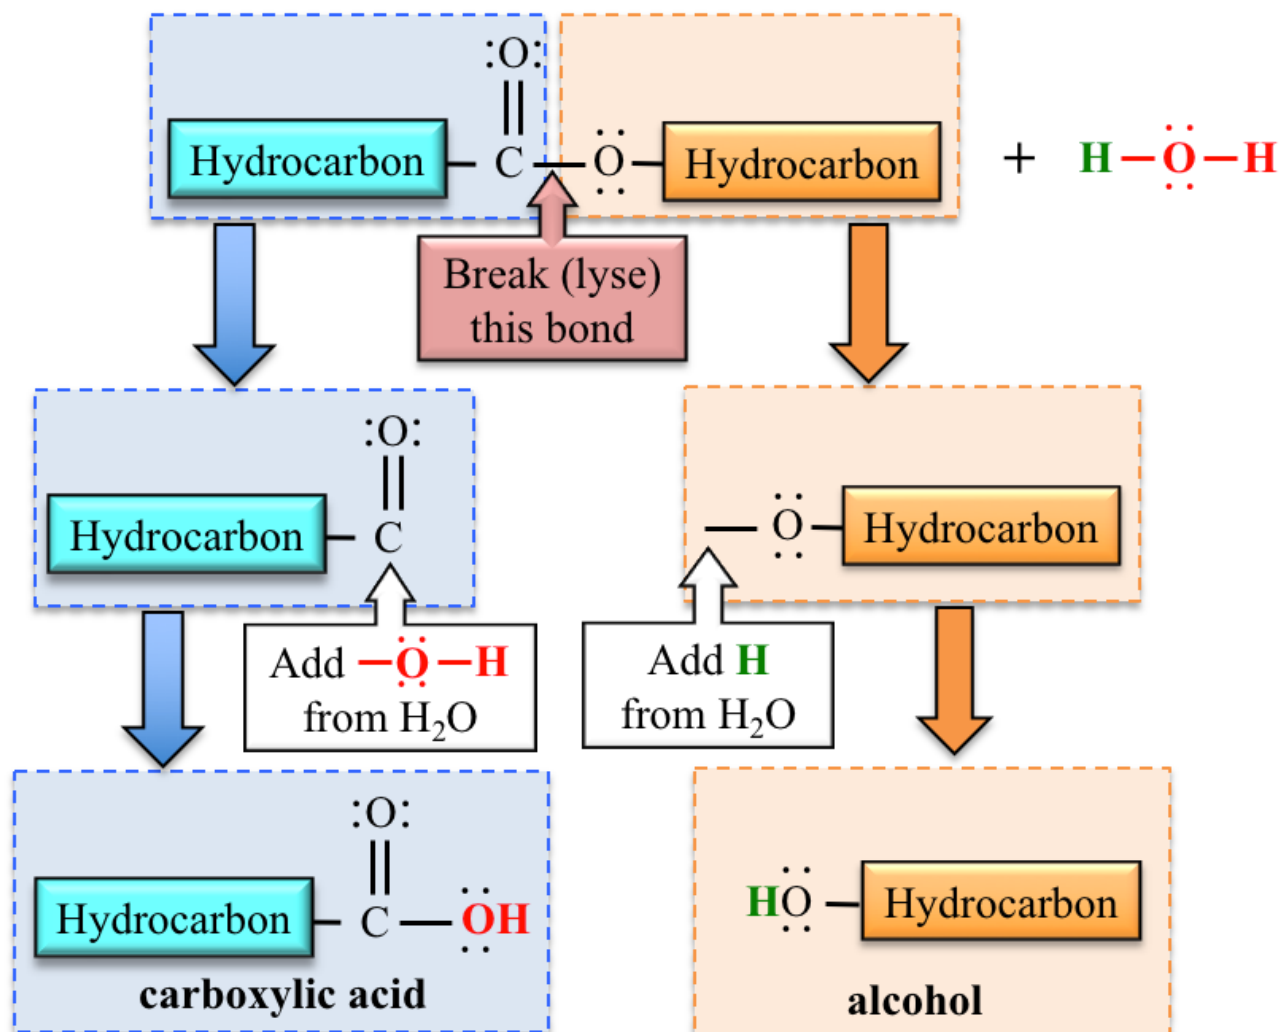 :O:
Hydrocarbon — C — O — Hydrocarbon + H — O — H
Break (lyse)
this bond
:O:
Hydrocarbon — C
— O — Hydrocarbon
Add — O — H
from H₂O
Add H
from H₂O
:O:
Hydrocarbon — C — OH
carboxylic acid
HO — Hydrocarbon
alcohol